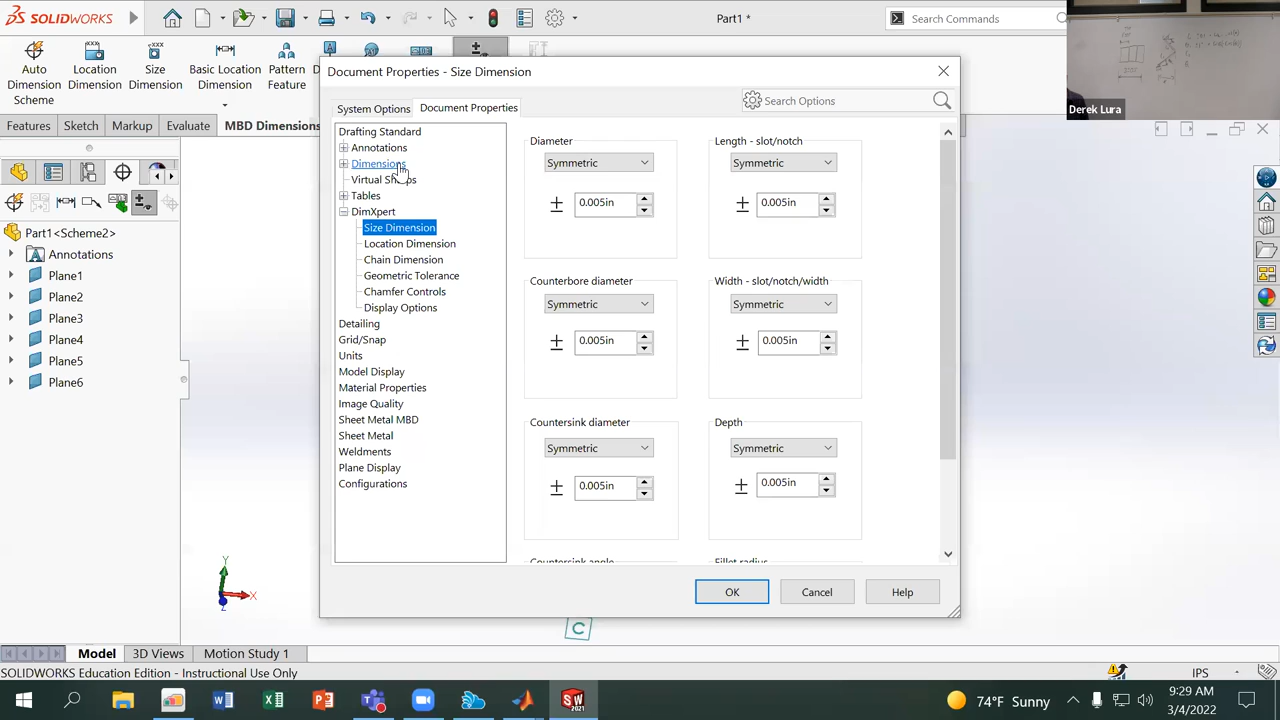 SOLIDWORKS
Part1 *
Search Commands
Auto Dimension Scheme
Location Dimension
Size Dimension
Basic Location Dimension
Pattern Feature
Features
Sketch
Markup
Evaluate
MBD Dimensions
Derek Lura
Document Properties - Size Dimension
System Options
Document Properties
Search Options
Part1<Scheme2>
Annotations
Plane1
Plane2
Plane3
Plane4
Plane5
Plane6
Drafting Standard
Annotations
Dimensions
Virtual Sharps
Tables
DimXpert
Size Dimension
Location Dimension
Chain Dimension
Geometric Tolerance
Chamfer Controls
Display Options
Detailing
Grid/Snap
Units
Model Display
Material Properties
Image Quality
Sheet Metal MBD
Sheet Metal
Weldments
Plane Display
Configurations
Diameter
Symmetric
± 0.005in
Length - slot/notch
Symmetric
± 0.005in
Counterbore diameter
Symmetric
± 0.005in
Width - slot/notch/width
Symmetric
± 0.005in
Countersink diameter
Symmetric
± 0.005in
Depth
Symmetric
± 0.005in
Countersink angle
Fillet radius
OK
Cancel
Help
Y
X
Z
C
Model
3D Views
Motion Study 1
SOLIDWORKS Education Edition - Instructional Use Only
IPS
74°F Sunny
9:29 AM
3/4/2022